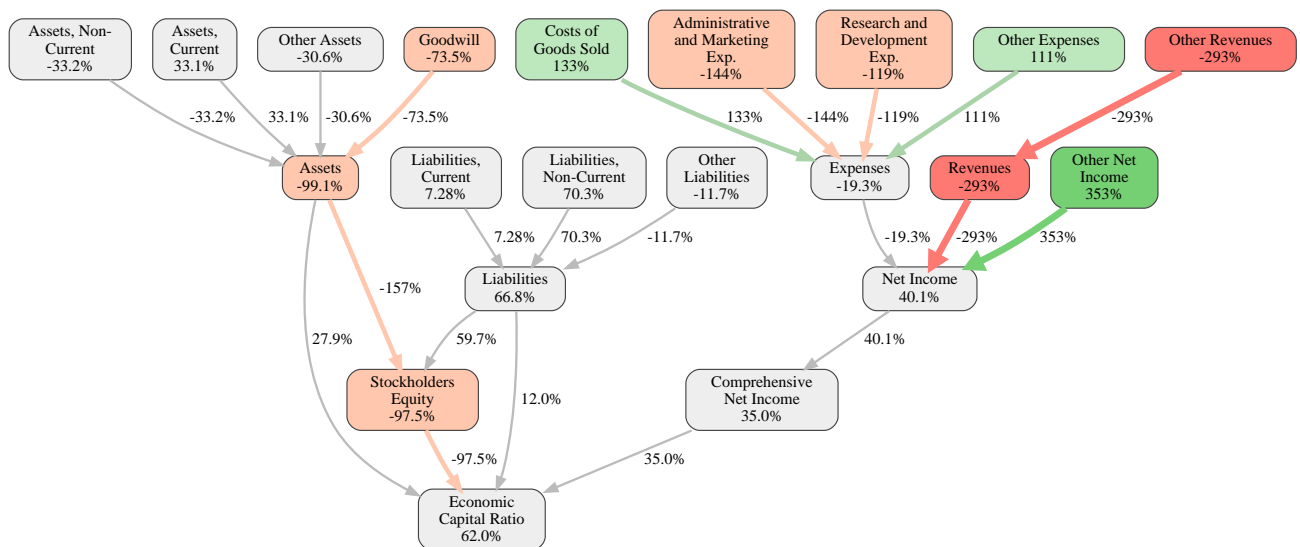 Assets, Non-
Current
-33.2%
Assets,
Current
33.1%
Other Assets
-30.6%
Goodwill
-73.5%
Costs of
Goods Sold
133%
Administrative
and Marketing
Exp.
-144%
Research and
Development
Exp.
-119%
Other Expenses
111%
Other Revenues
-293%
-33.2%
33.1%
-30.6%
-73.5%
133%
-144%
-119%
111%
-293%
Assets
-99.1%
Liabilities,
Current
7.28%
Liabilities,
Non-Current
70.3%
Other
Liabilities
-11.7%
Expenses
-19.3%
Revenues
-293%
Other Net
Income
353%
7.28%
70.3%
-11.7%
-19.3%
-293%
353%
Liabilities
66.8%
Net Income
40.1%
-157%
27.9%
59.7%
12.0%
40.1%
Stockholders
Equity
-97.5%
Comprehensive
Net Income
35.0%
-97.5%
35.0%
Economic
Capital Ratio
62.0%